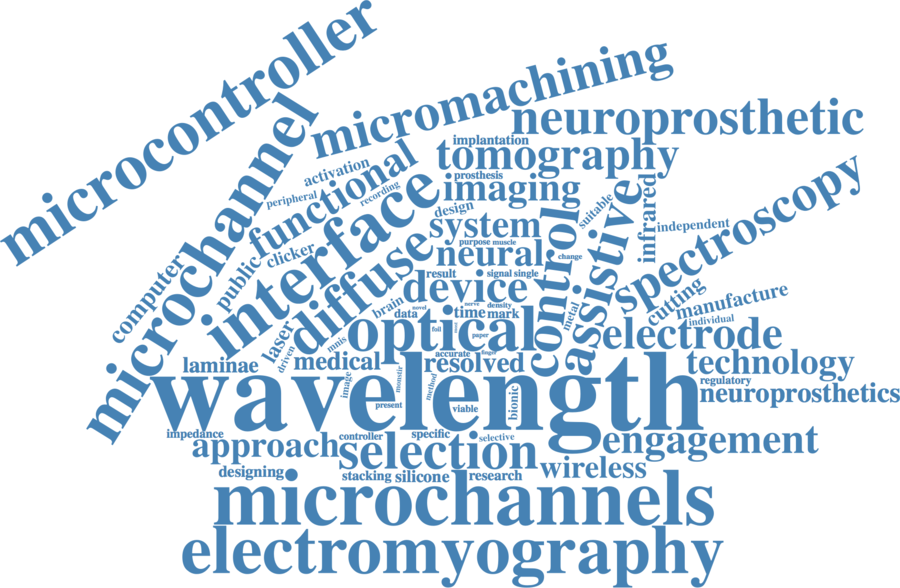 microcontroller
micromachining
neuroprosthetic
microchannel
implantation
tomography
activation
functional
prosthesis
peripheral
recording
imaging
interface
design
system
suitable
infrared
independent
spectroscopy
assistive
control
purpose muscle
neural
change
clicker
public
computer
diffuse
result
signal single
device
cutting
manufacture
metal
individual
brain
data
novel
nerve
density
time mark
optical
full
paper
electrode
laser
driven
mnis
medical
accurate
finger
resolved
technology
laminae
regulatory
wavelength
neuroprosthetics
image
method
present
viable
bionic
impedance
controller
specific
selective
approach
selection
engagement
wireless
designing
stacking silicone
research
microchannels
electromyography